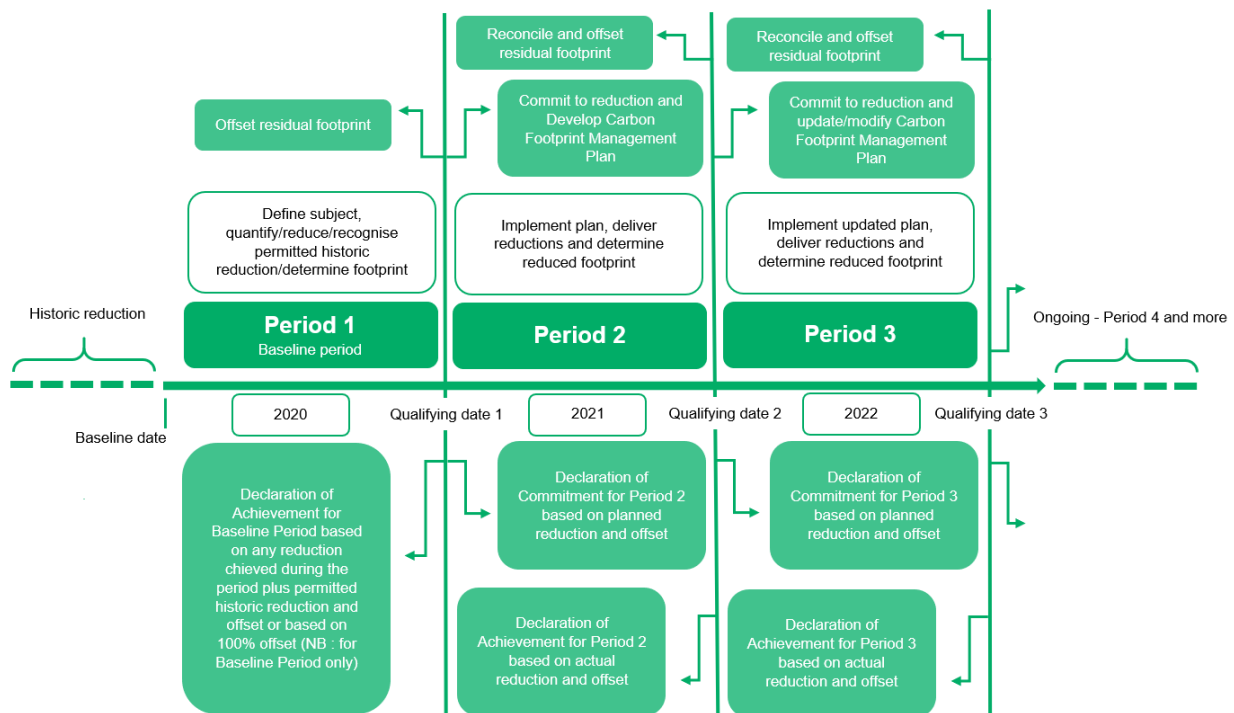 Reconcile and offset
residual footprint
Reconcile and offset
residual footprint
Offset residual footprint
Commit to reduction and
Develop Carbon
Footprint Management
Plan
Commit to reduction and
update/modify Carbon
Footprint Management
Plan
Define subject,
quantify/reduce/recognise
permitted historic
reduction/determine footprint
Implement plan, deliver
reductions and determine
reduced footprint
Implement updated plan,
deliver reductions and
determine reduced footprint
Historic reduction
Period 1
Baseline period
Period 2
Period 3
Ongoing - Period 4 and more
Baseline date
2020
Qualifying date 1
2021
Qualifying date 2
2022
Qualifying date 3
Declaration of
Achievement for
Baseline Period based
on any reduction
chieved during the
period plus permitted
historic reduction and
offset or based on
100% offset (NB : for
Baseline Period only)
Declaration of
Commitment for Period 2
based on planned
reduction and offset
Declaration of
Commitment for Period 3
based on planned
reduction and offset
Declaration of
Achievement for Period 2
based on actual
reduction and offset
Declaration of
Achievement for Period 3
based on actual
reduction and offset